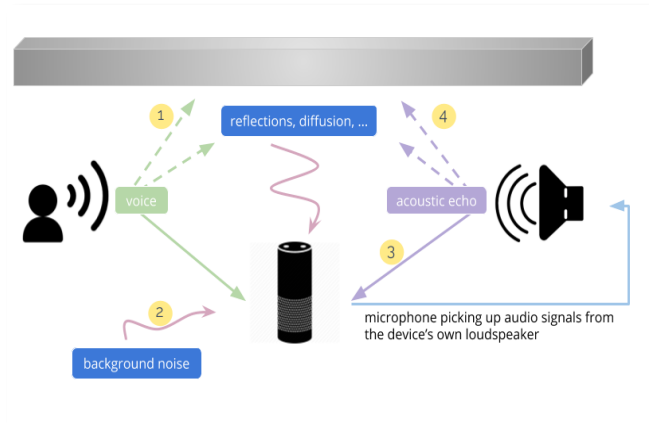 1
4
reflections, diffusion, ...
voice
acoustic echo
3
2
microphone picking up audio signals from
the device's own loudspeaker
background noise